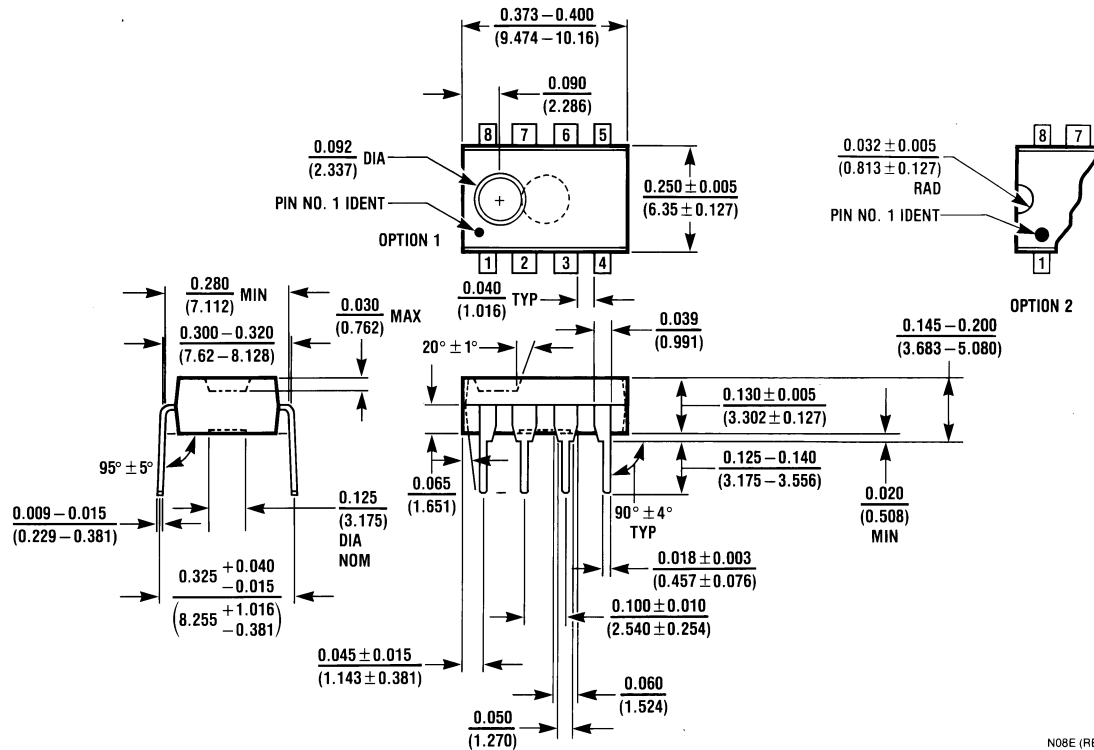 0.373 – 0.400
(9.474 – 10.16)
0.090
(2.286)
8 7 6 5
0.092 DIA
(2.337)
PIN NO. 1 IDENT
OPTION 1
0.250 ± 0.005
(6.35 ± 0.127)
1 2 3 4
0.032 ± 0.005
(0.813 ± 0.127)
RAD
PIN NO. 1 IDENT
8 7
1
OPTION 2
0.280 MIN
(7.112)
0.300 – 0.320
(7.62 – 8.128)
0.030 MAX
(0.762)
0.040 TYP
(1.016)
0.039
(0.991)
20° ± 1°
0.145 – 0.200
(3.683 – 5.080)
0.130 ± 0.005
(3.302 ± 0.127)
0.125 – 0.140
(3.175 – 3.556)
0.020
(0.508)
MIN
95° ± 5°
0.009 – 0.015
(0.229 – 0.381)
0.125
(3.175)
DIA
NOM
0.065
(1.651)
90° ± 4°
TYP
0.018 ± 0.003
(0.457 ± 0.076)
0.325 +0.040
–0.015
(8.255 +1.016
–0.381)
0.100 ± 0.010
(2.540 ± 0.254)
0.045 ± 0.015
(1.143 ± 0.381)
0.060
(1.524)
0.050
(1.270)
N08E